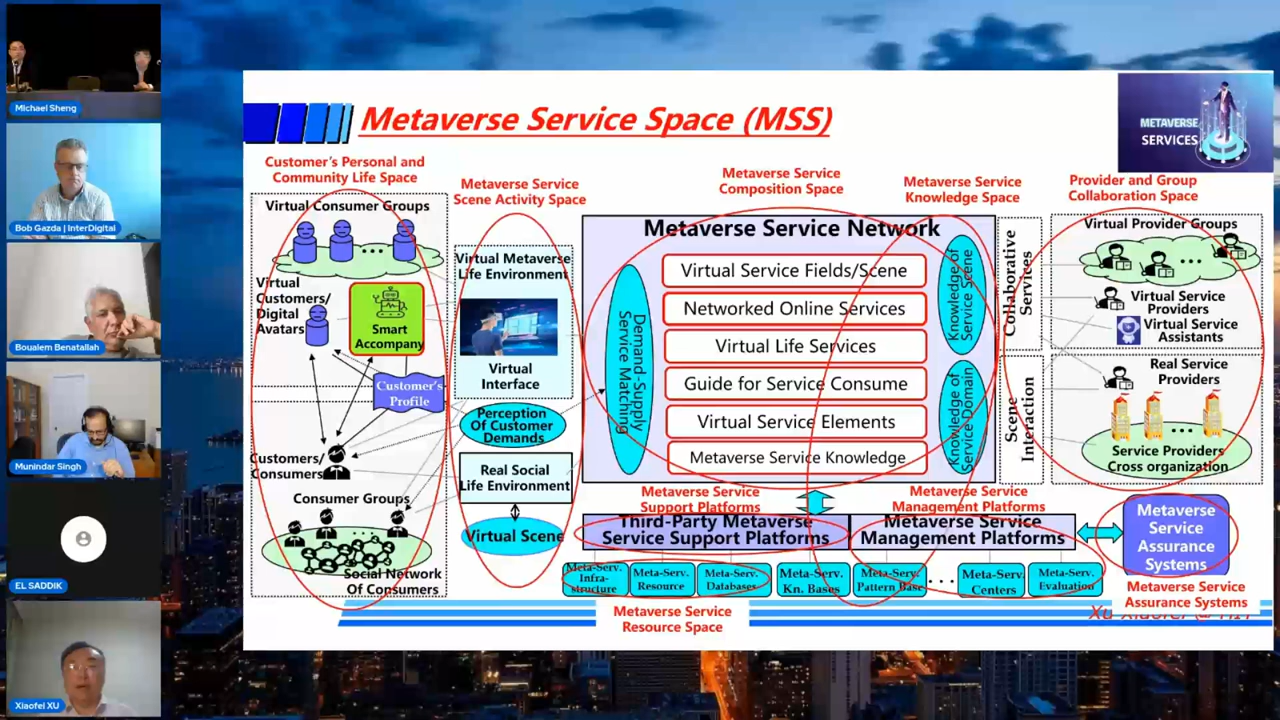 Michael Sheng
Bob Gazda | InterDigital
Boualem Benatallah
Munindar Singh
EL SADDIK
Xiaofei XU
Metaverse Service Space (MSS)
METAVERSE
SERVICES
Customer's Personal and
Community Life Space
Virtual Consumer Groups
Virtual
Customers/
Digital
Avatars
Smart
Accompany
Customer's
Profile
Customers/
Consumers
Consumer Groups
Social Network
Of Consumers
Metaverse Service
Scene Activity Space
Virtual Metaverse
Life Environment
Virtual
Interface
Perception
Of Customer
Demands
Real Social
Life Environment
Virtual Scene
Metaverse Service
Composition Space
Metaverse Service Network
Demand-Supply
Service Matching
Virtual Service Fields/Scene
Networked Online Services
Virtual Life Services
Guide for Service Consume
Virtual Service Elements
Metaverse Service Knowledge
Metaverse Service
Knowledge Space
Knowledge of
Service Scene
Knowledge of
Service Domain
Collaborative
Services
Scene
Interaction
Provider and Group
Collaboration Space
Virtual Provider Groups
Virtual Service
Providers
Virtual Service
Assistants
Real Service
Providers
Service Providers
Cross organization
Metaverse Service
Support Platforms
Third-Party Metaverse
Service Support Platforms
Metaverse Service
Management Platforms
Metaverse Service
Management Platforms
Metaverse
Service
Assurance
Systems
Metaverse Service
Assurance Systems
Meta-Serv.
Infra-
structure
Meta-Serv.
Resource
Meta-Serv.
Databases
Meta-Serv.
Kn. Bases
Meta-Serv.
Pattern Base
Meta-Serv.
Centers
Meta-Serv.
Evaluation
Metaverse Service
Resource Space